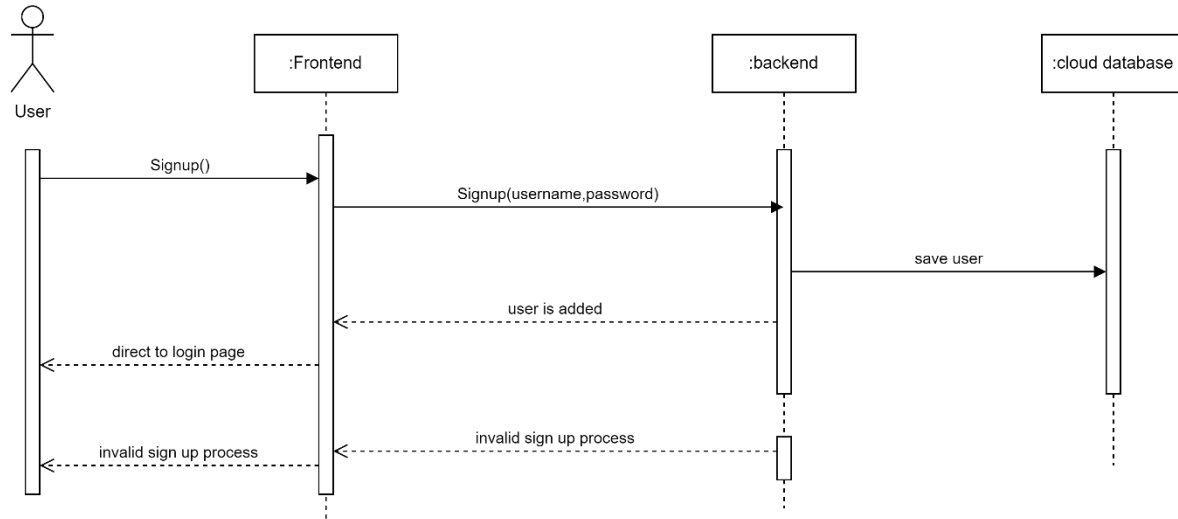 :Frontend
:backend
:cloud database
User
Signup()
Signup(username,password)
save user
user is added
direct to login page
invalid sign up process
invalid sign up process